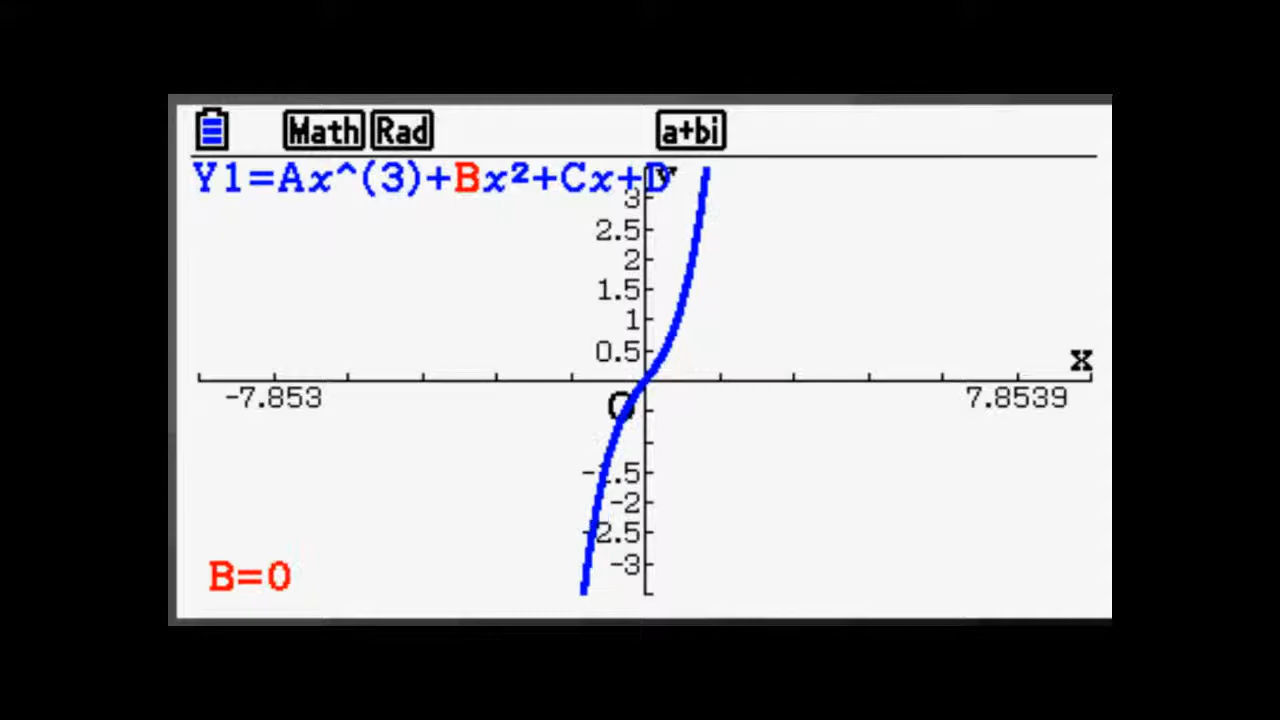 Math Rad a+bi
Y1=Ax^(3)+Bx²+Cx+D
y
3
2.5
2
1.5
1
0.5
x
-7.853 7.8539
O
-1.5
-2
-2.5
-3
B=0